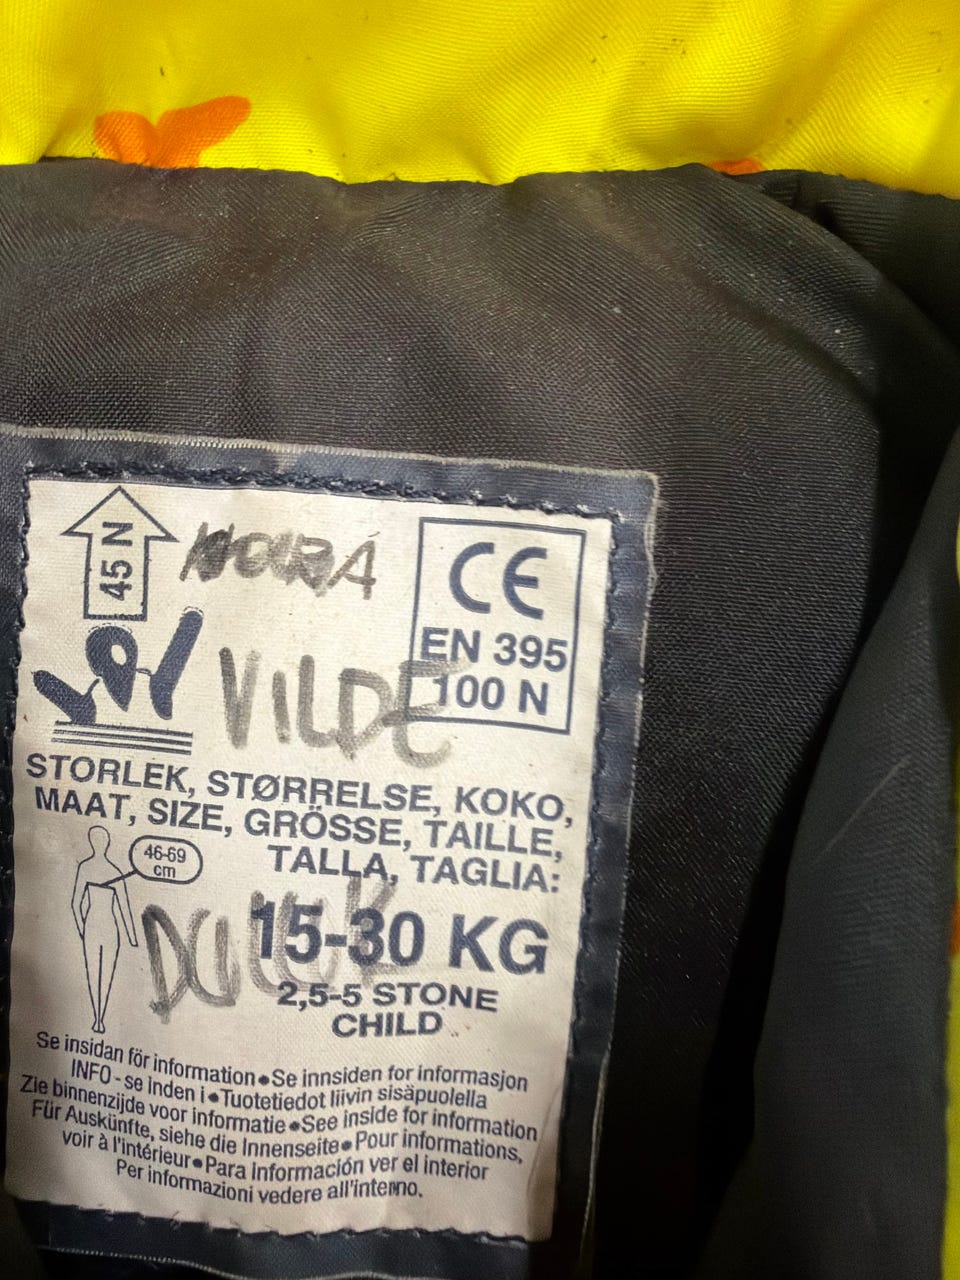 45 N
NORA
CE
EN 395
100 N
VILDE
STORLEK, STØRRELSE, KOKO,
MAAT, SIZE, GRÖSSE, TAILLE,
TALLA, TAGLIA:
46-69
cm
15-30 KG
2,5-5 STONE
CHILD
Se insidan för information • Se innsiden for informasjon
INFO - se inden i • Tuotetiedot liivin sisäpuolella
Zie binnenzijde voor informatie • See inside for information
Für Auskünfte, siehe die Innenseite • Pour informations,
voir à l'intérieur • Para información ver el interior
Per informazioni vedere all'interno.